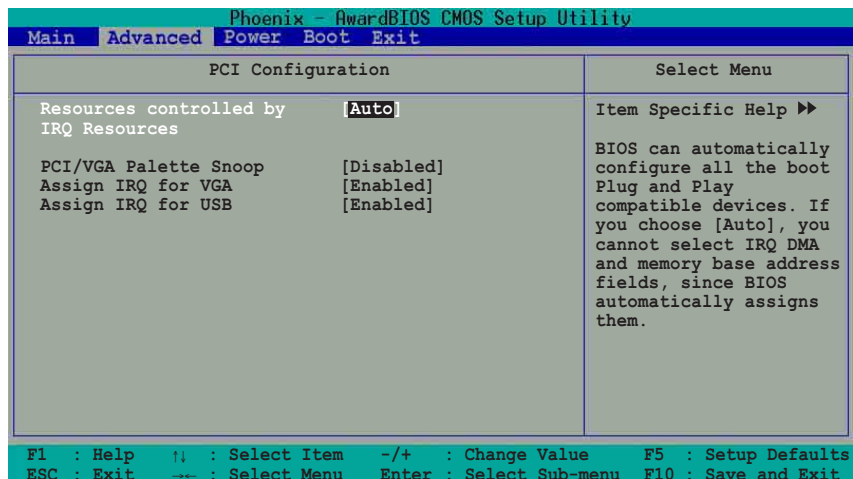 Phoenix - AwardBIOS CMOS Setup Utility
Main Advanced Power Boot Exit
PCI Configuration
Select Menu
Resources controlled by [Auto]
IRQ Resources
PCI/VGA Palette Snoop [Disabled]
Assign IRQ for VGA [Enabled]
Assign IRQ for USB [Enabled]
Item Specific Help ▶▶
BIOS can automatically
configure all the boot
Plug and Play
compatible devices. If
you choose [Auto], you
cannot select IRQ DMA
and memory base address
fields, since BIOS
automatically assigns
them.
F1 : Help ↑↓ : Select Item -/+ : Change Value F5 : Setup Defaults
ESC : Exit →← : Select Menu Enter : Select Sub-menu F10 : Save and Exit